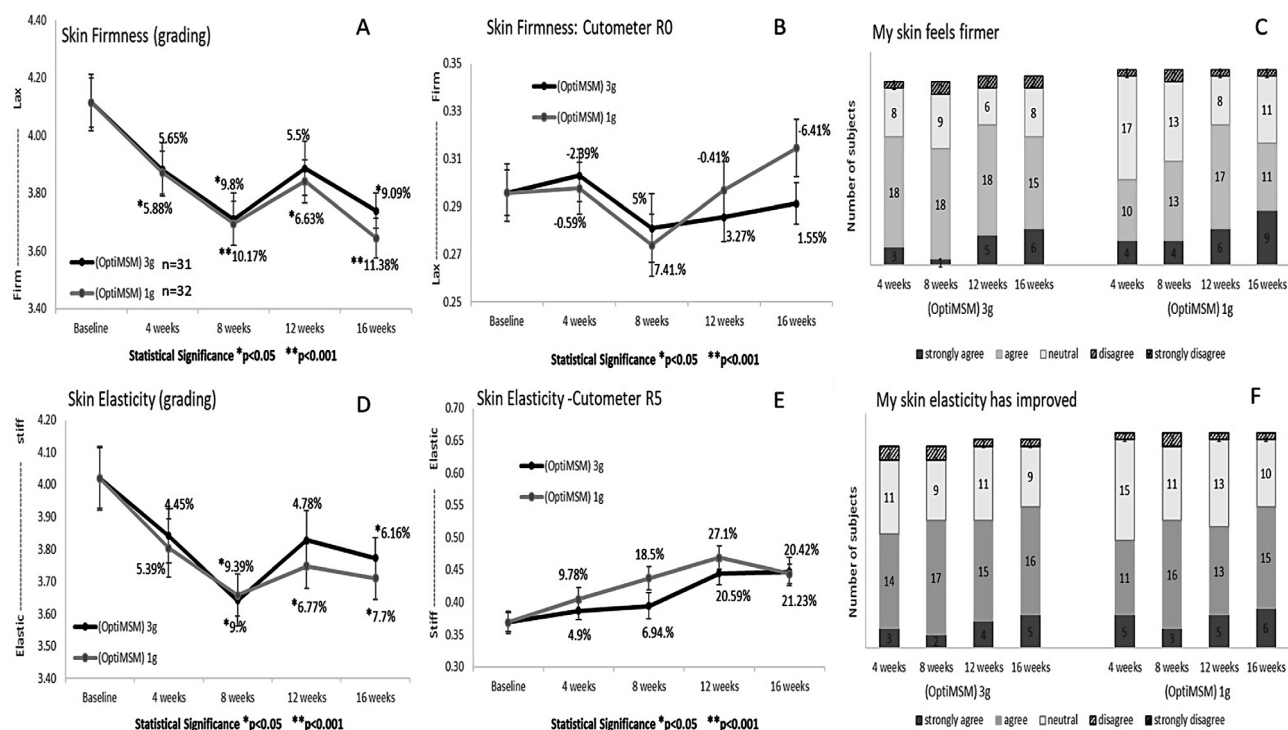 A
Skin Firmness (grading)
4.40
4.20
4.00
3.80
3.60
3.40
Firm ---------- Lax
5.65%
*5.88%
*9.8%
**10.17%
5.5%
*6.63%
*9.09%
**11.38%
(OptiMSM) 3g n=31
(OptiMSM) 1g n=32
Baseline 4 weeks 8 weeks 12 weeks 16 weeks
Statistical Significance *p<0.05 **p<0.001
B
Skin Firmness: Cutometer R0
0.35
0.33
0.31
0.29
0.27
0.25
Lax ---------- Firm
(OptiMSM) 3g
(OptiMSM) 1g
-2.39%
-0.59%
5%
7.41.%
-0.41%
3.27%
-6.41%
1.55%
Baseline 4 weeks 8 weeks 12 weeks 16 weeks
Statistical Significance *p<0.05 **p<0.001
C
My skin feels firmer
Number of subjects
8 9 6 8 17 13 8 11
18 18 18 15 10 13 17 11
3 1 5 6 4 4 6 9
4 weeks 8 weeks 12 weeks 16 weeks 4 weeks 8 weeks 12 weeks 16 weeks
(OptiMSM) 3g (OptiMSM) 1g
strongly agree agree neutral disagree strongly disagree
D
Skin Elasticity (grading)
4.20
4.10
4.00
3.90
3.80
3.70
3.60
3.50
3.40
Elastic ---------- stiff
4.45%
5.39%
*9.39%
*9.%
4.78%
*6.77%
*6.16%
*7.7%
(OptiMSM) 3g
(OptiMSM) 1g
Baseline 4 weeks 8 weeks 12 weeks 16 weeks
Statistical Significance *p<0.05 **p<0.001
E
Skin Elasticity -Cutometer R5
0.70
0.65
0.60
0.55
0.50
0.45
0.40
0.35
0.30
Stiff ---------- Elastic
(OptiMSM) 3g
(OptiMSM) 1g
9.78%
4.9%
18.5%
6.94.%
27.1%
20.59%
20.42%
21.23%
Baseline 4 weeks 8 weeks 12 weeks 16 weeks
Statistical Significance *p<0.05 **p<0.001
F
My skin elasticity has improved
Number of subjects
11 9 11 9 15 11 13 10
14 17 15 16 11 16 13 15
3 2 4 5 5 3 5 6
4 weeks 8 weeks 12 weeks 16 weeks 4 weeks 8 weeks 12 weeks 16 weeks
(OptiMSM) 3g (OptiMSM) 1g
strongly agree agree neutral disagree strongly disagree